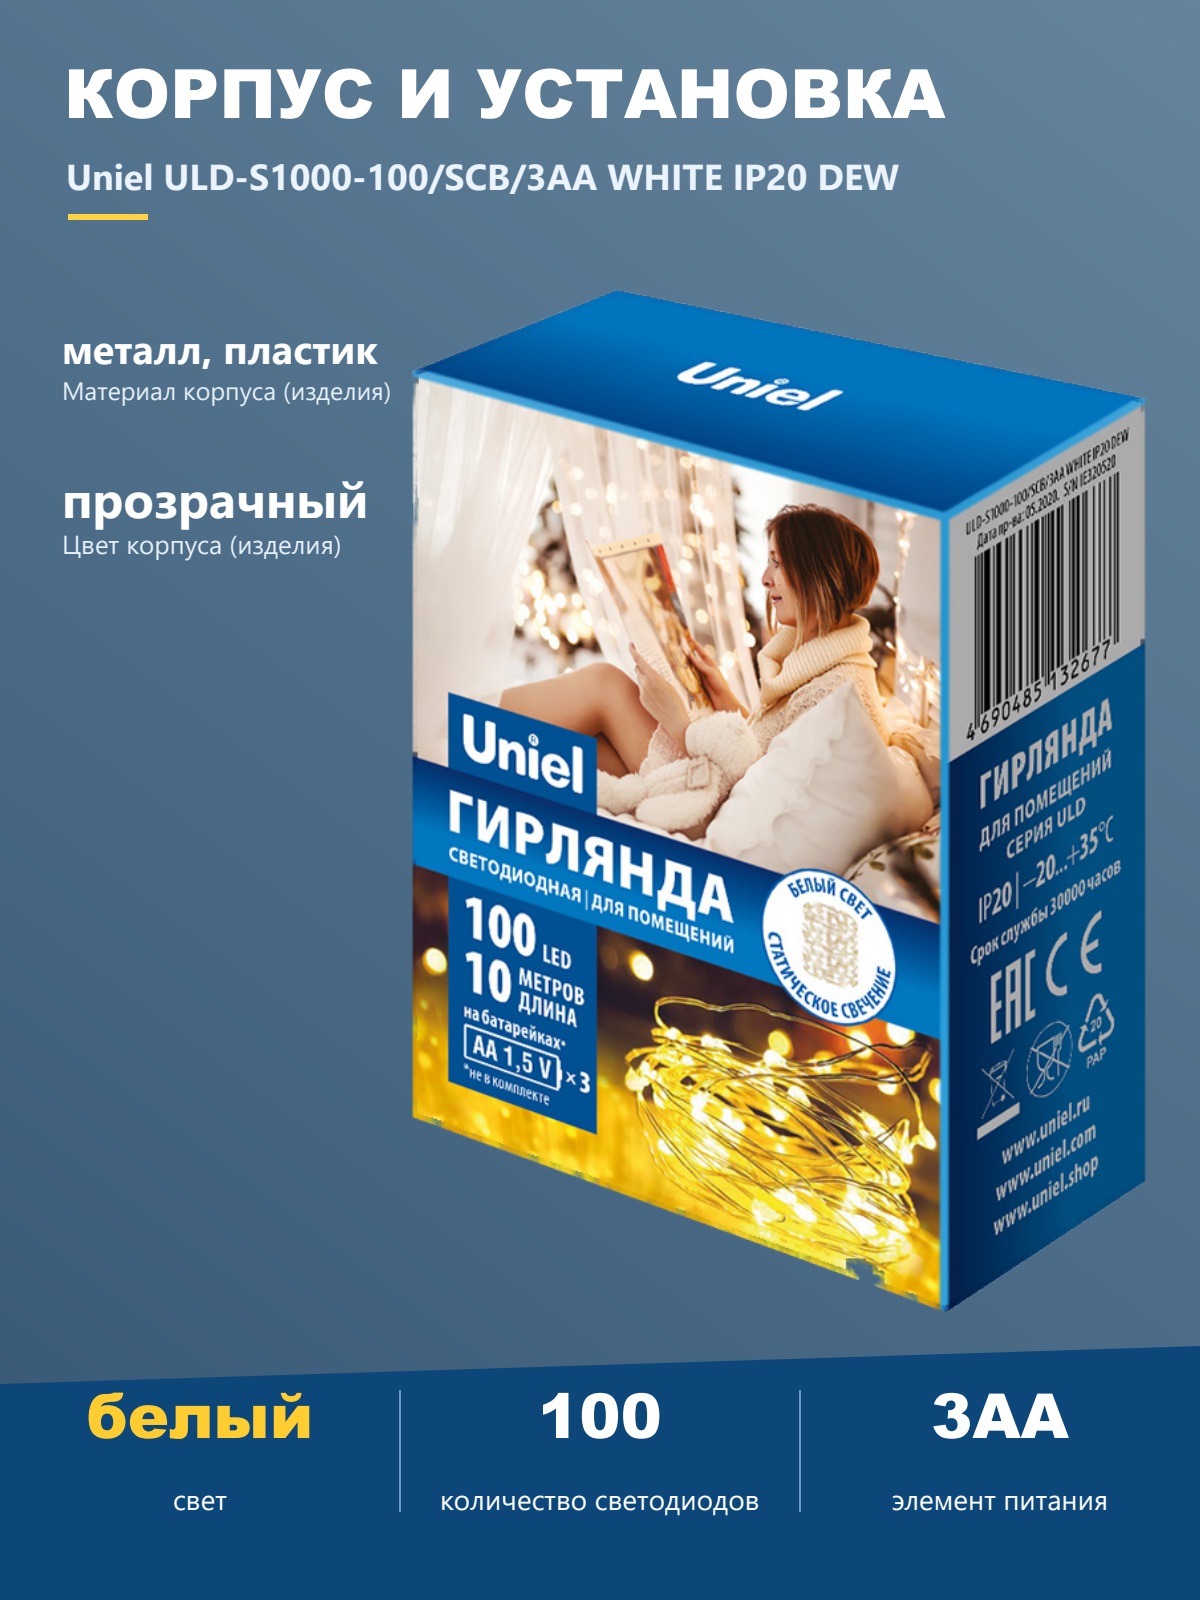 КОРПУС И УСТАНОВКА
Uniel ULD-S1000-100/SCB/3AA WHITE IP20 DEW
металл, пластик
Материал корпуса (изделия)
прозрачный
Цвет корпуса (изделия)
Uniel
ULD-S1000-100/SCB/3AA WHITE IP20 DEW
Дата пр-ва: 05.2020. S/N IE320520
4 690485 132677
Uniel
ГИРЛЯНДА
СВЕТОДИОДНАЯ | ДЛЯ ПОМЕЩЕНИЙ
100 LED
10 МЕТРОВ
ДЛИНА
на батарейках*
AA 1,5 V ×3
*не в комплекте
БЕЛЫЙ СВЕТ
СТАТИЧЕСКОЕ СВЕЧЕНИЕ
ГИРЛЯНДА
ДЛЯ ПОМЕЩЕНИЙ
СЕРИЯ ULD
IP20 | –20...+35°C
Срок службы 30000 часов
EAC CE
20
PAP
www.uniel.ru
www.uniel.com
www.uniel.shop
белый
свет
100
количество светодиодов
3AA
элемент питания